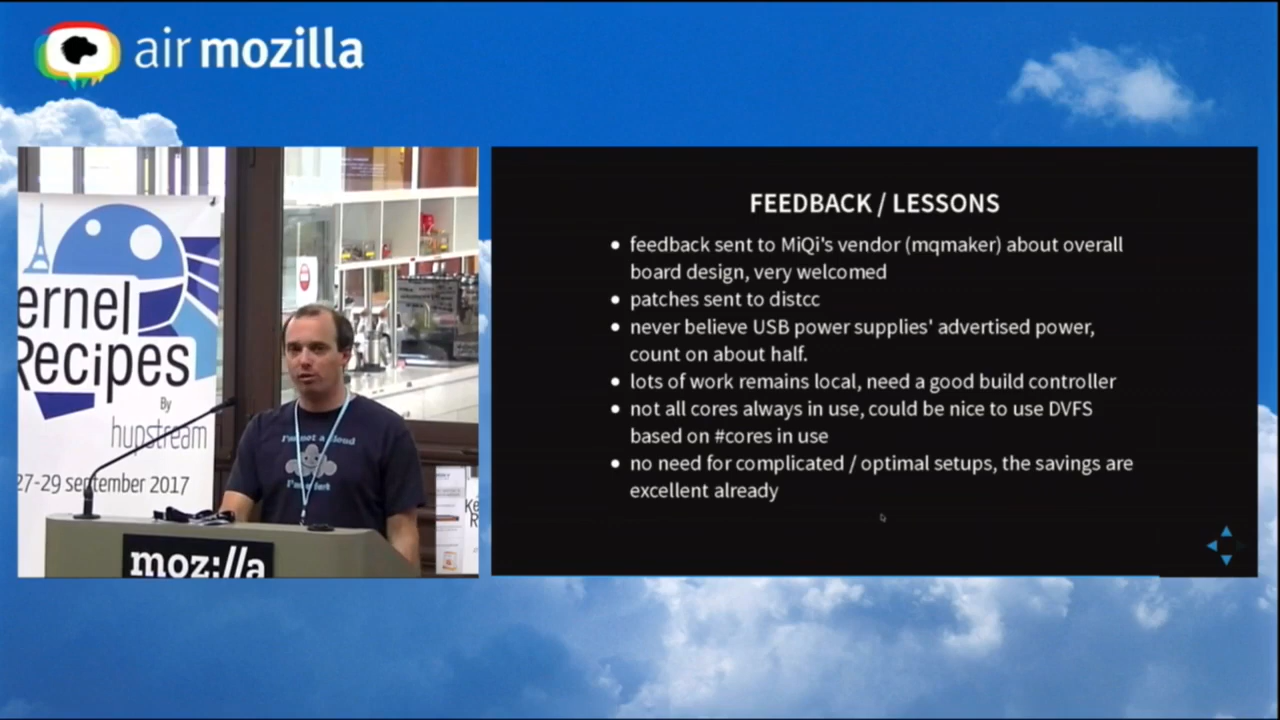 air mozilla
ernel
Recipes
By
hupstream
27-29 september 2017
I'm not a cloud
moz://a
FEEDBACK / LESSONS
feedback sent to MiQi's vendor (mqmaker) about overall
board design, very welcomed
patches sent to distcc
never believe USB power supplies' advertised power,
count on about half.
lots of work remains local, need a good build controller
not all cores always in use, could be nice to use DVFS
based on #cores in use
no need for complicated / optimal setups, the savings are
excellent already